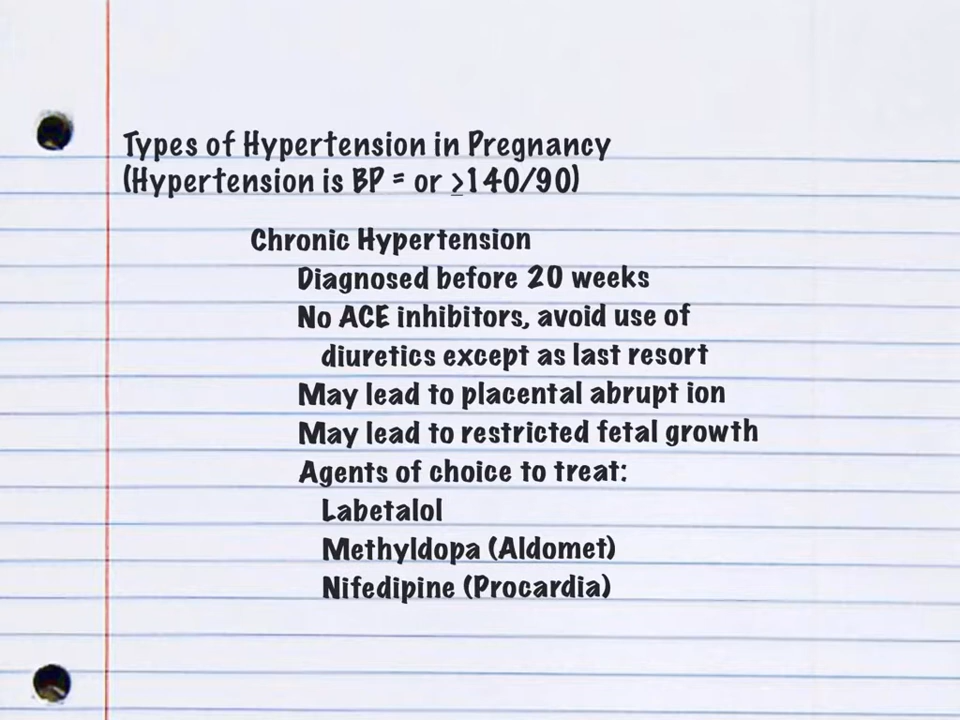 Types of Hypertension in Pregnancy
(Hypertension is BP = or ≥140/90)
Chronic Hypertension
Diagnosed before 20 weeks
No ACE inhibitors, avoid use of
diuretics except as last resort
May lead to placental abrupt ion
May lead to restricted fetal growth
Agents of choice to treat:
Labetalol
Methyldopa (Aldomet)
Nifedipine (Procardia)